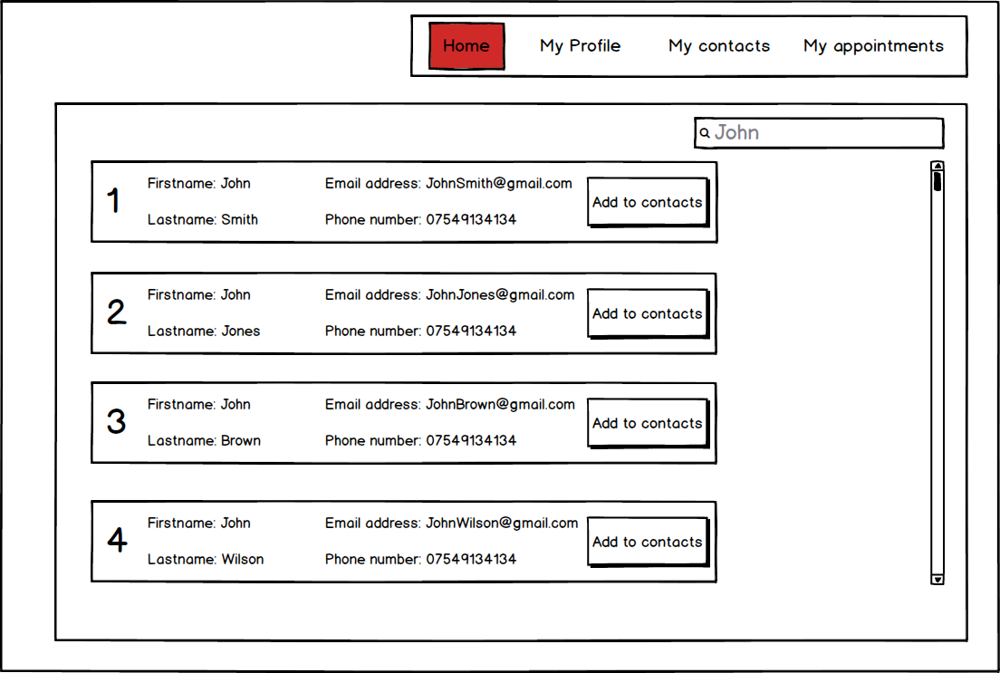 Home My Profile My contacts My appointments
John
1
Firstname: John Email address: JohnSmith@gmail.com
Lastname: Smith Phone number: 07549134134
Add to contacts
2
Firstname: John Email address: JohnJones@gmail.com
Lastname: Jones Phone number: 07549134134
Add to contacts
3
Firstname: John Email address: JohnBrown@gmail.com
Lastname: Brown Phone number: 07549134134
Add to contacts
4
Firstname: John Email address: JohnWilson@gmail.com
Lastname: Wilson Phone number: 07549134134
Add to contacts